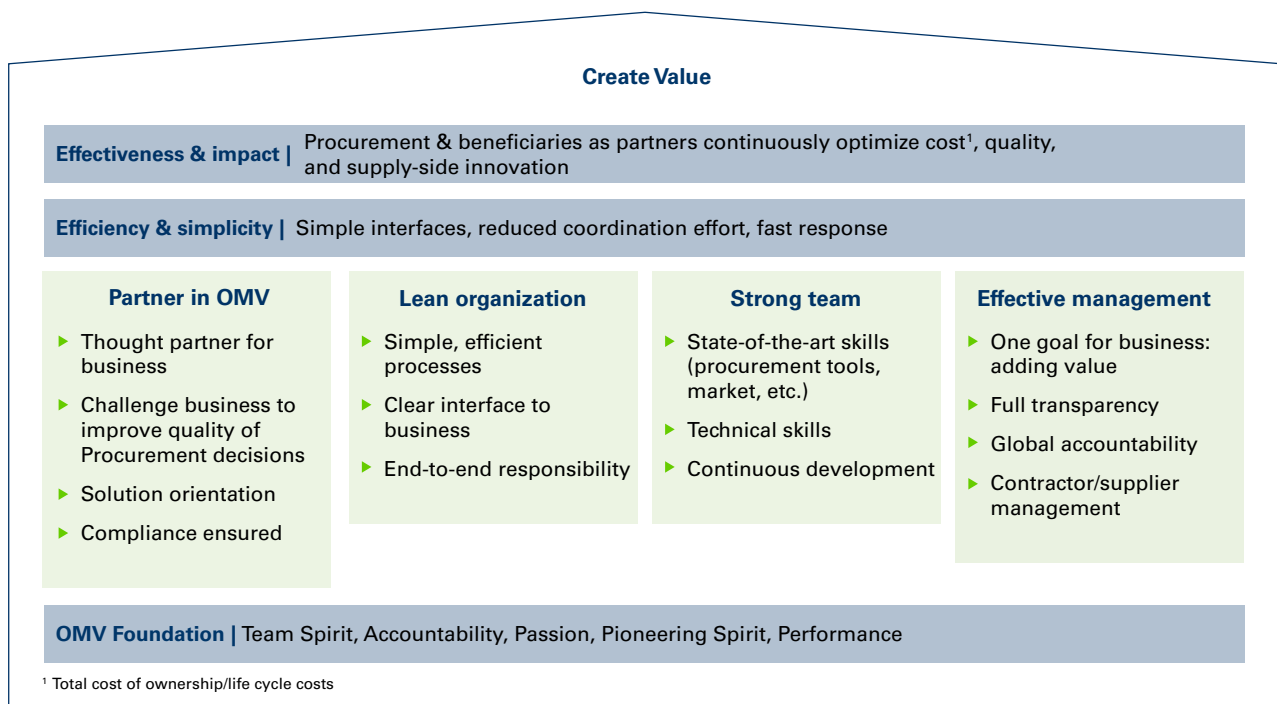 Create Value
Effectiveness & impact | Procurement & beneficiaries as partners continuously optimize cost¹, quality,
and supply-side innovation
Efficiency & simplicity | Simple interfaces, reduced coordination effort, fast response
Partner in OMV
Thought partner for
business
Challenge business to
improve quality of
Procurement decisions
Solution orientation
Compliance ensured
Lean organization
Simple, efficient
processes
Clear interface to
business
End-to-end responsibility
Strong team
State-of-the-art skills
(procurement tools,
market, etc.)
Technical skills
Continuous development
Effective management
One goal for business:
adding value
Full transparency
Global accountability
Contractor/supplier
management
OMV Foundation | Team Spirit, Accountability, Passion, Pioneering Spirit, Performance
¹ Total cost of ownership/life cycle costs